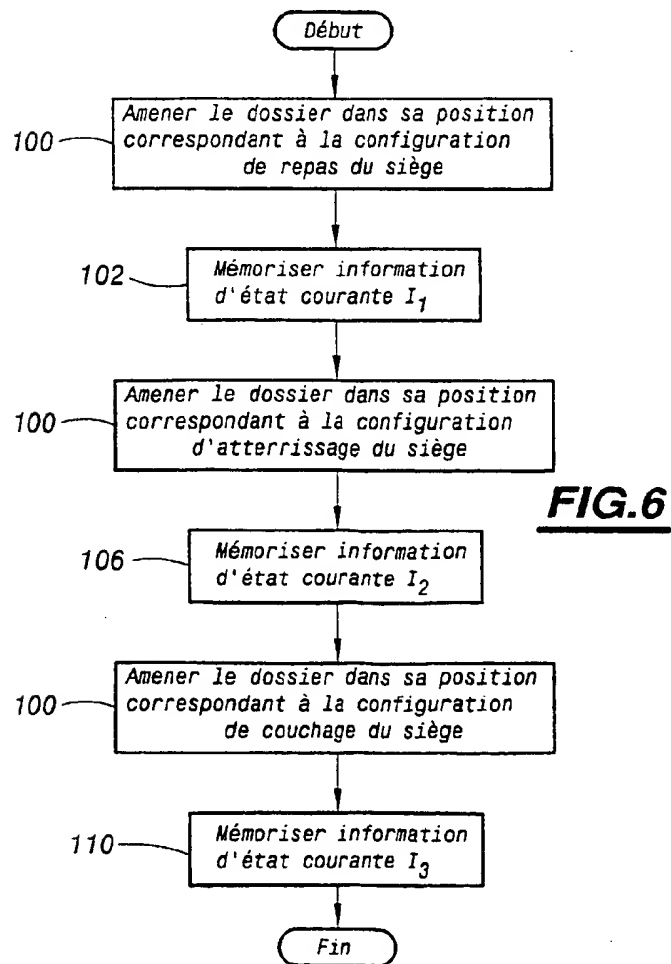 Début
100
Amener le dossier dans sa position
correspondant à la configuration
de repas du siège
102
Mémoriser information
d'état courante I1
100
Amener le dossier dans sa position
correspondant à la configuration
d'atterrissage du siège
FIG.6
106
Mémoriser information
d'état courante I2
100
Amener le dossier dans sa position
correspondant à la configuration
de couchage du siège
110
Mémoriser information
d'état courante I3
Fin